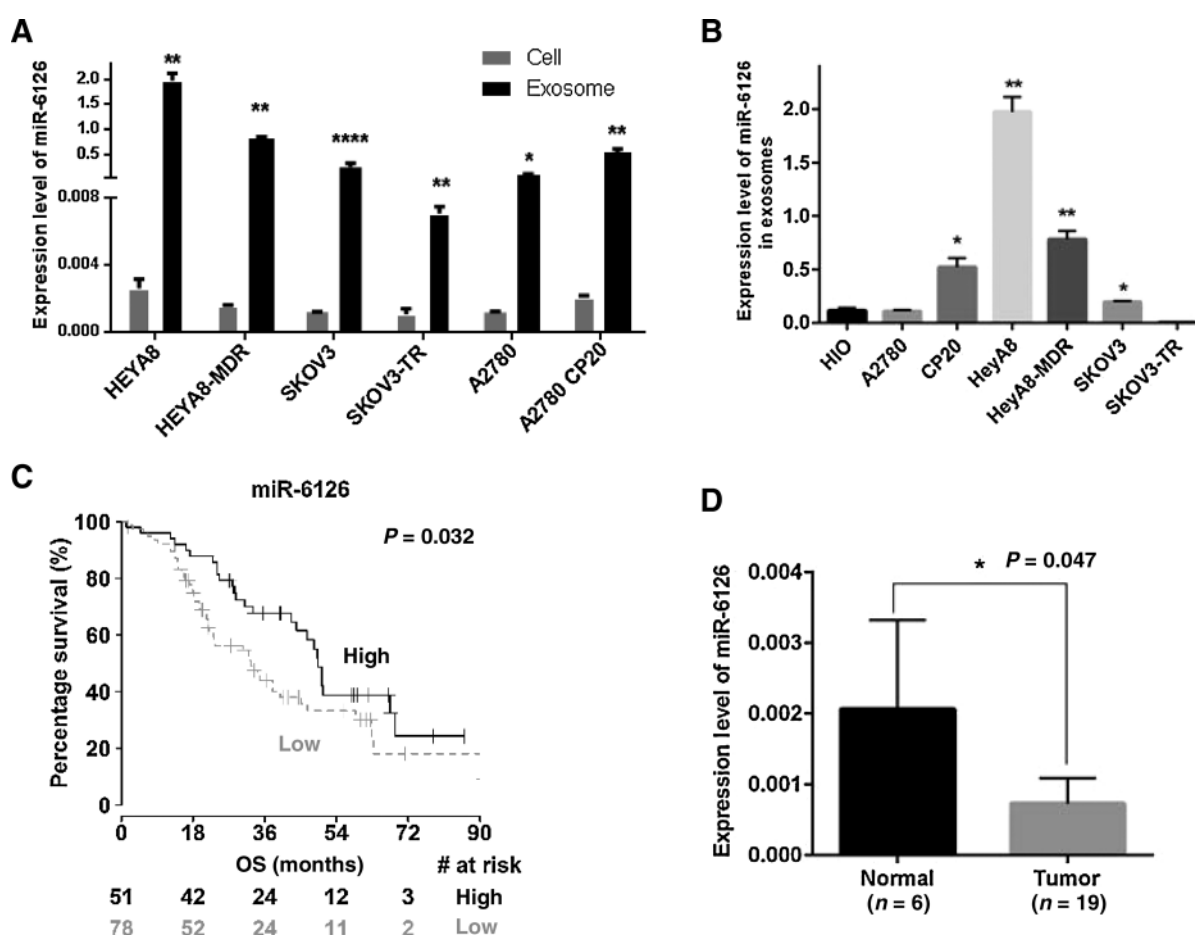 A
Expression level of miR-6126
2.0
1.5
1.0
0.5
0.008
0.004
0.000
Cell
Exosome
**
**
****
**
*
**
HEYA8
HEYA8-MDR
SKOV3
SKOV3-TR
A2780
A2780 CP20
B
Expression level of miR-6126
in exosomes
2.0
1.5
1.0
0.5
0.0
*
**
**
*
HIO
A2780
CP20
HeyA8
HeyA8-MDR
SKOV3
SKOV3-TR
C
miR-6126
P = 0.032
Percentage survival (%)
100
80
60
40
20
0
High
Low
0 18 36 54 72 90
OS (months) # at risk
51 42 24 12 3 High
78 52 24 11 2 Low
D
Expression level of miR-6126
0.004
0.003
0.002
0.001
0.000
* P = 0.047
Normal Tumor
(n = 6) (n = 19)